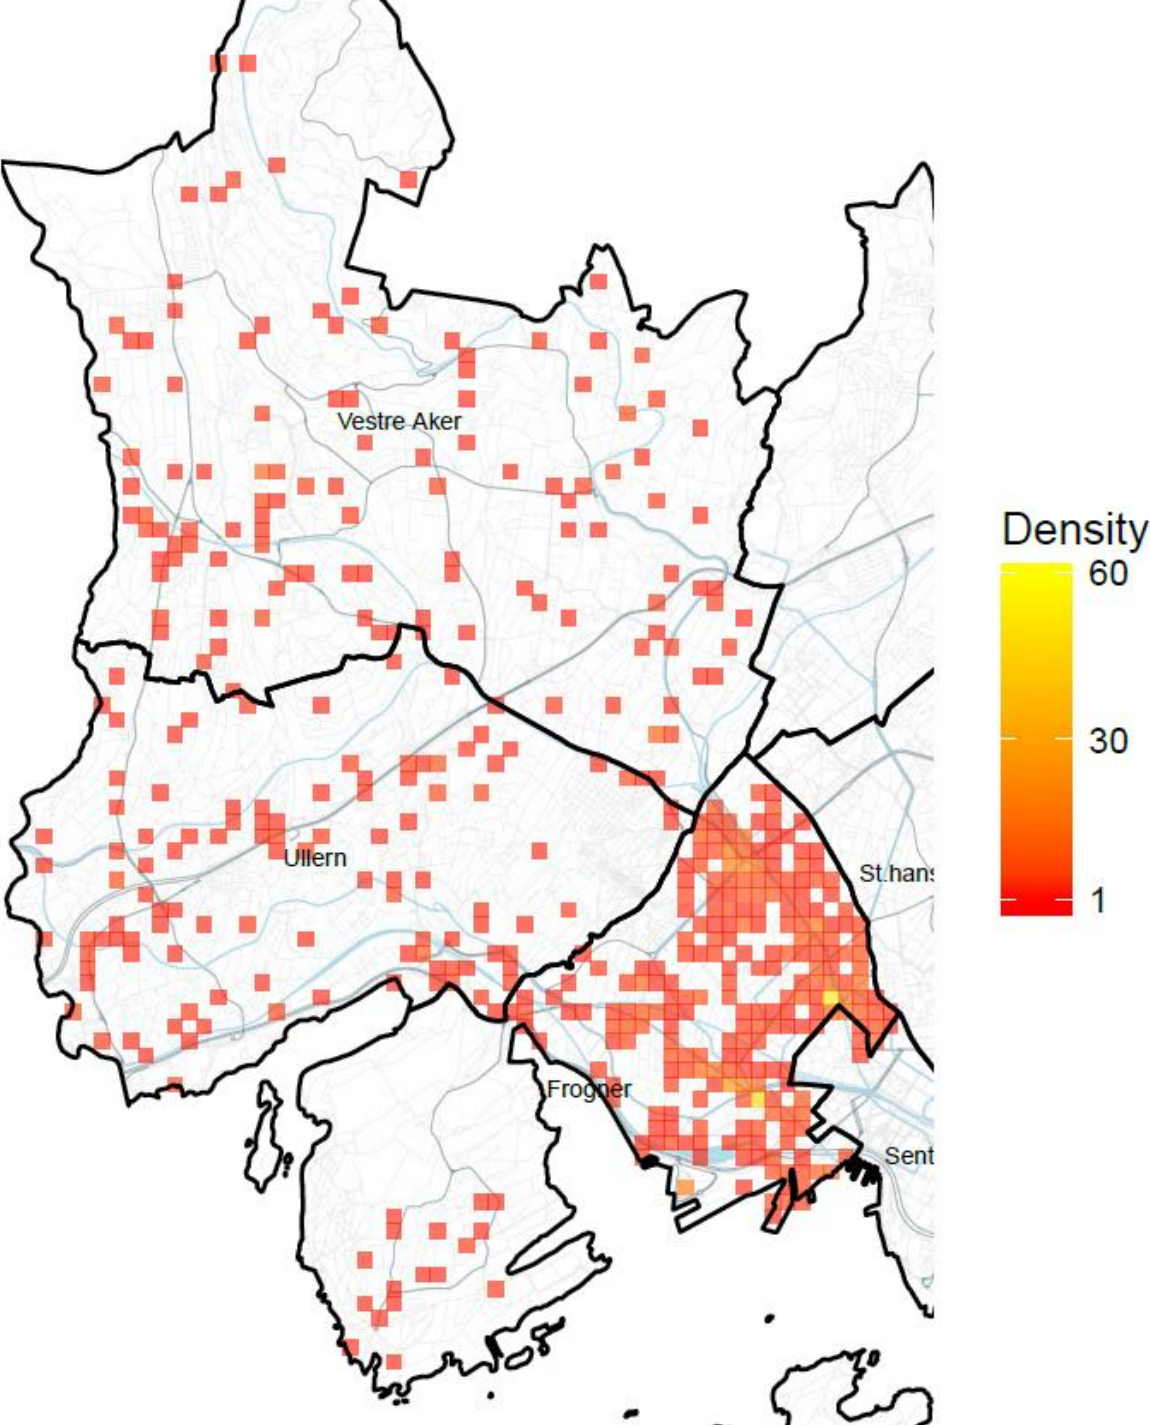 Vestre Aker
Density
60
30
1
Ullern
St.hans
Frogner
Sent